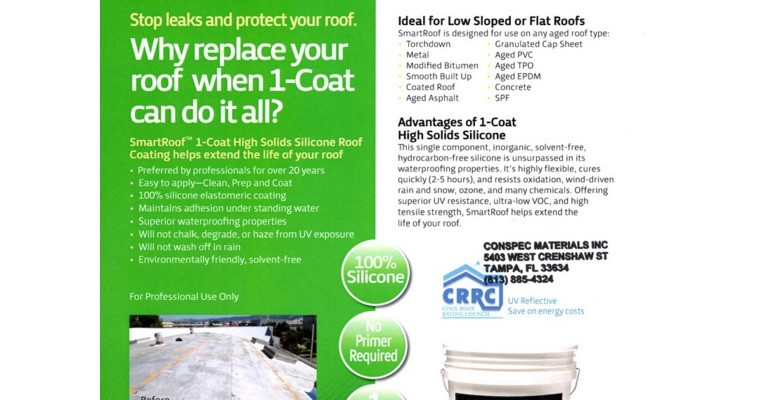 Stop leaks and protect your roof.
Why replace your
roof when 1-Coat
can do it all?
SmartRoof™ 1-Coat High Solids Silicone Roof
Coating helps extend the life of your roof
• Preferred by professionals for over 20 years
• Easy to apply—Clean, Prep and Coat
• 100% silicone elastomeric coating
• Maintains adhesion under standing water
• Superior waterproofing properties
• Will not chalk, degrade, or haze from UV exposure
• Will not wash off in rain
• Environmentally friendly, solvent-free
For Professional Use Only
Before
100%
Silicone
No
Primer
Required
1
Ideal for Low Sloped or Flat Roofs
SmartRoof is designed for use on any aged roof type:
• Torchdown
• Metal
• Modified Bitumen
• Smooth Built Up
• Coated Roof
• Aged Asphalt
• Granulated Cap Sheet
• Aged PVC
• Aged TPO
• Aged EPDM
• Concrete
• SPF
Advantages of 1-Coat
High Solids Silicone
This single component, inorganic, solvent-free,
hydrocarbon-free silicone is unsurpassed in its
waterproofing properties. It's highly flexible, cures
quickly (2-5 hours), and resists oxidation, wind-driven
rain and snow, ozone, and many chemicals. Offering
superior UV resistance, ultra-low VOC, and high
tensile strength, SmartRoof helps extend the
life of your roof.
CONSPEC MATERIALS INC
5403 WEST CRENSHAW ST
TAMPA, FL 33634
(813) 885-4324
CRRC
COOL ROOF
RATING COUNCIL
UV Reflective
Save on energy costs